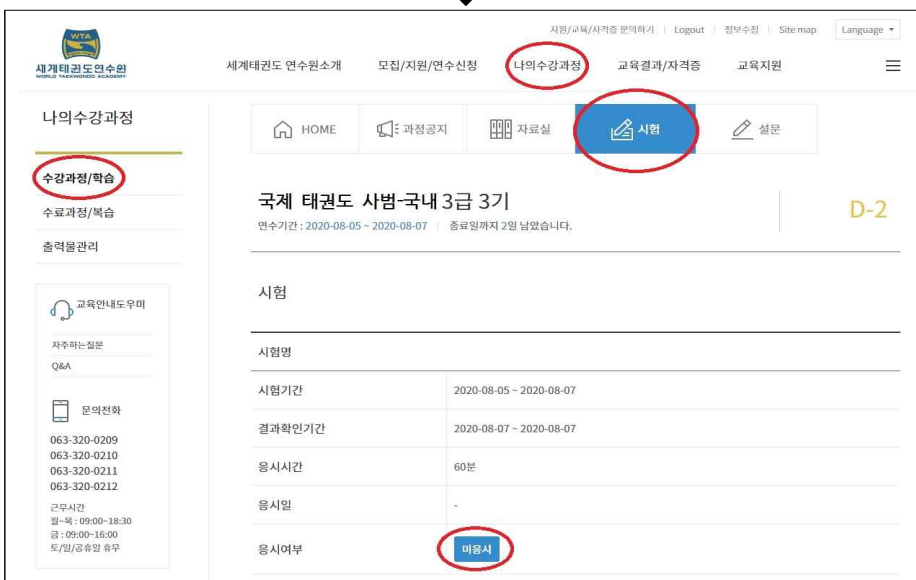 지원/교육/자격증 문의하기 | Logout | 정보수정 | Site map Language
WTA
세계태권도연수원
WORLD TAEKWONDO ACADEMY
세계태권도 연수원소개 모집/지원/연수신청 나의수강과정 교육결과/자격증 교육지원
나의수강과정
HOME 과정공지 자료실 시험 설문
수강과정/학습
수료과정/복습
출력물관리
국제 태권도 사범-국내 3급 3기
D-2
연수기간 : 2020-08-05 ~ 2020-08-07 | 종료일까지 2일 남았습니다.
시험
교육안내도우미
자주하는질문
Q&A
문의전화
063-320-0209
063-320-0210
063-320-0211
063-320-0212
근무시간
월~목 : 09:00~18:30
금 : 09:00~16:00
토/일/공휴일 휴무
시험명
시험기간 2020-08-05 ~ 2020-08-07
결과확인기간 2020-08-07 ~ 2020-08-07
응시시간 60분
응시일 -
응시여부 미응시